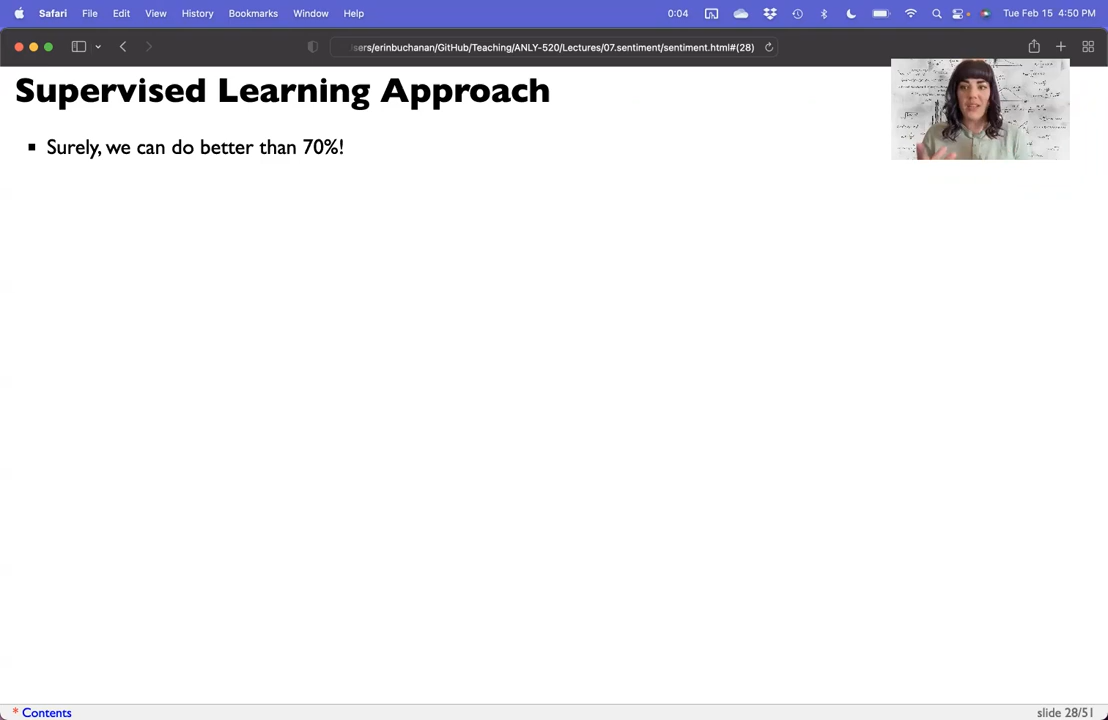 Safari File Edit View History Bookmarks Window Help 0:04 Tue Feb 15 4:50 PM
sers/erinbuchanan/GitHub/Teaching/ANLY-520/Lectures/07.sentiment/sentiment.html#(28)
Supervised Learning Approach
▪ Surely, we can do better than 70%!
* Contents slide 28/51